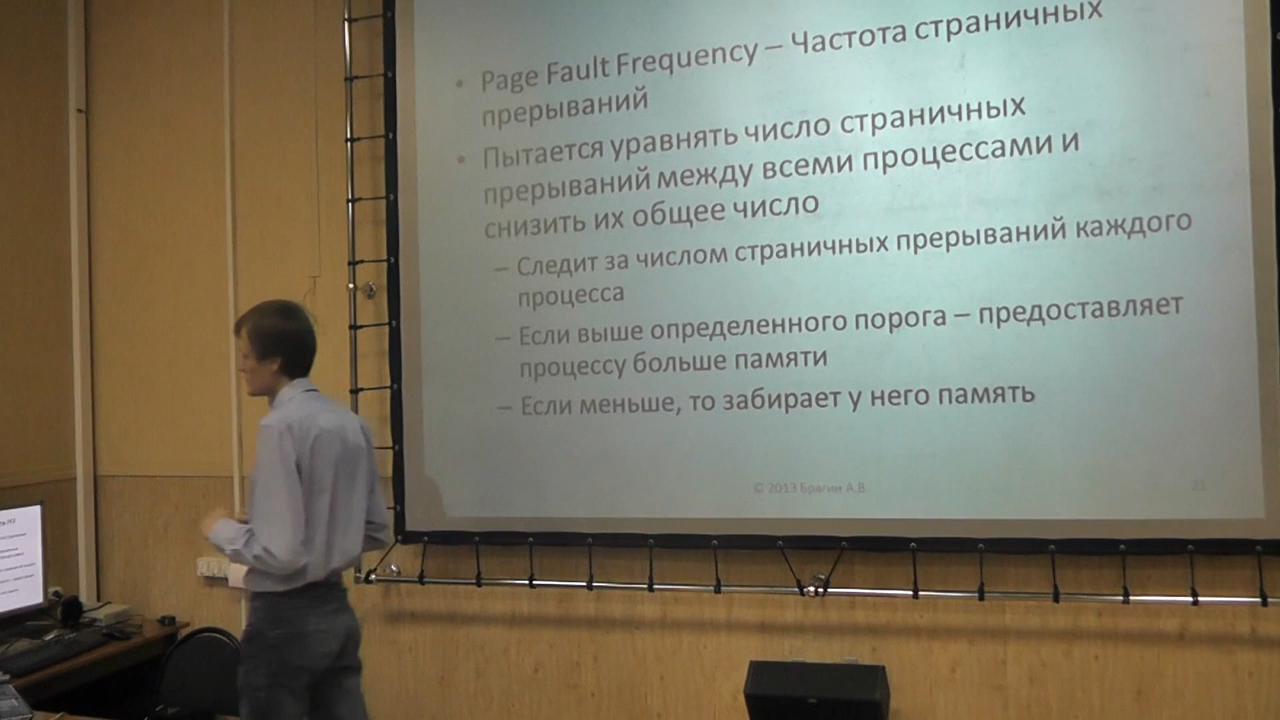 • Page Fault Frequency – Частота страничных
прерываний
• Пытается уравнять число страничных
прерываний между всеми процессами и
снизить их общее число
– Следит за числом страничных прерываний каждого
процесса
– Если выше определенного порога – предоставляет
процессу больше памяти
– Если меньше, то забирает у него память
© 2013 Брагин А.В.
21